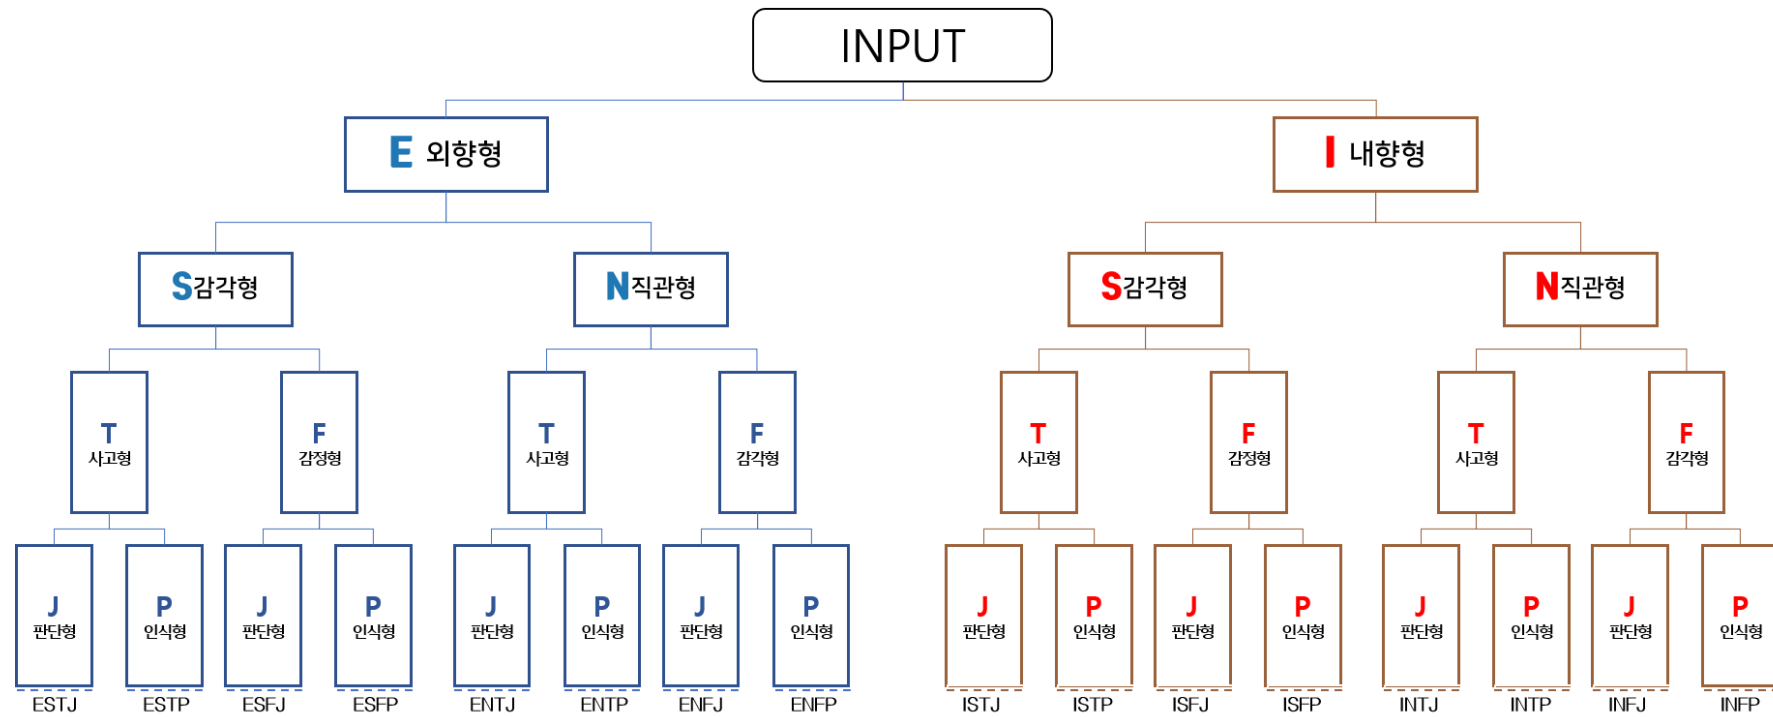 INPUT
E 외향형
I 내향형
S감각형
N직관형
S감각형
N직관형
T
사고형
F
감정형
T
사고형
F
감각형
T
사고형
F
감정형
T
사고형
F
감각형
J
판단형
P
인식형
J
판단형
P
인식형
J
판단형
P
인식형
J
판단형
P
인식형
J
판단형
P
인식형
J
판단형
P
인식형
J
판단형
P
인식형
J
판단형
P
인식형
ESTJ
ESTP
ESFJ
ESFP
ENTJ
ENTP
ENFJ
ENFP
ISTJ
ISTP
ISFJ
ISFP
INTJ
INTP
INFJ
INFP